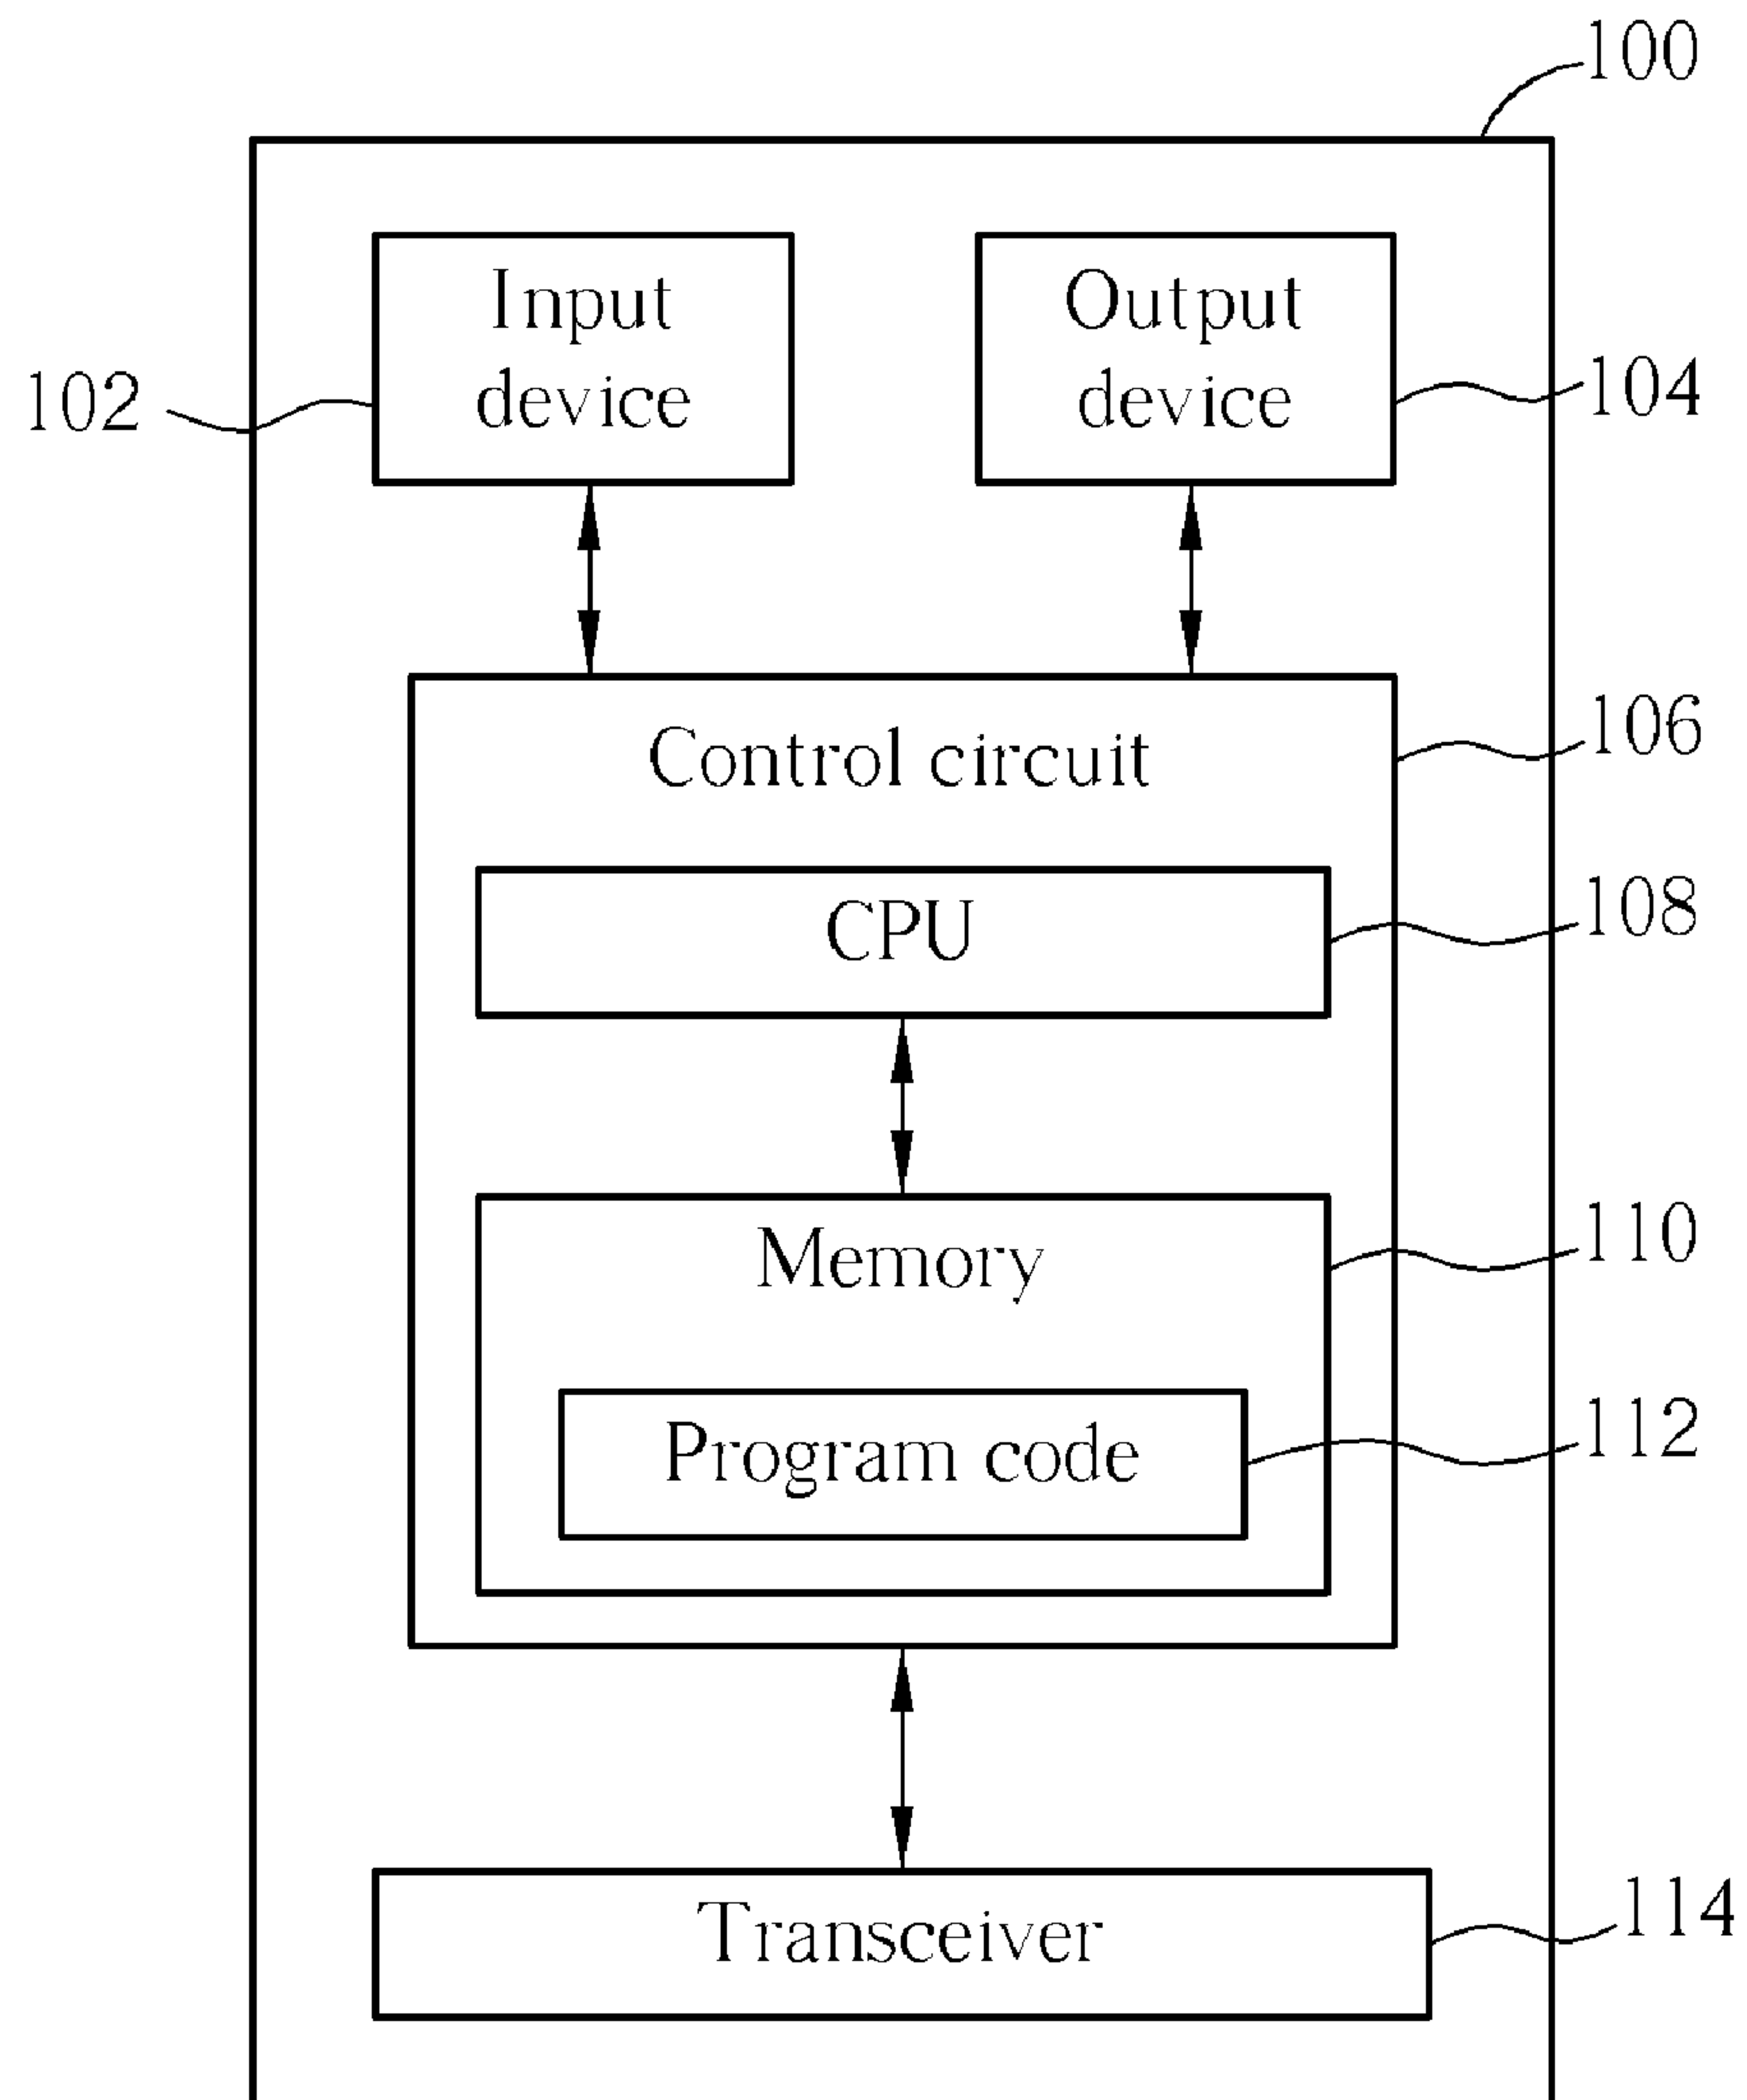 100
Input
device
Output
device
102
104
Control circuit
106
CPU
108
Memory
110
Program code
112
Transceiver
114